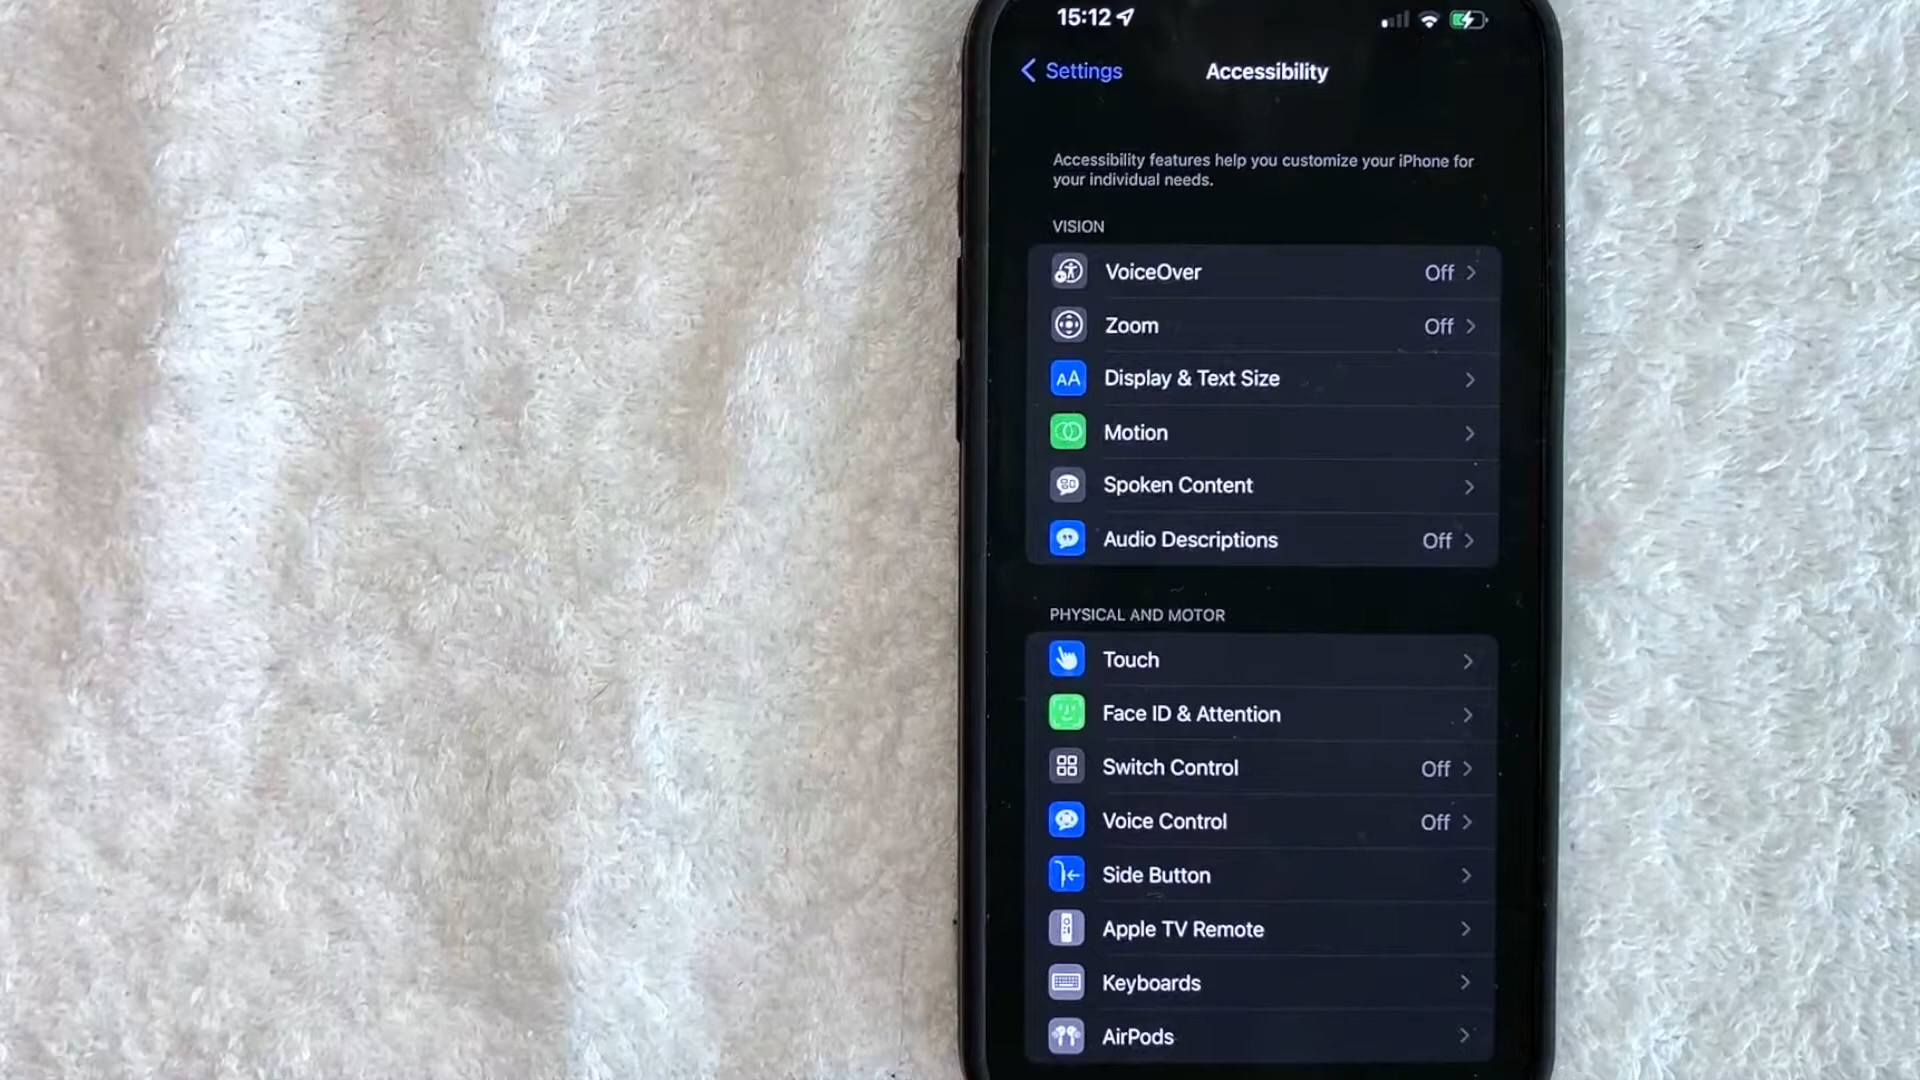 15:12
Settings
Accessibility
Accessibility features help you customize your iPhone for
your individual needs.
VISION
VoiceOver Off
Zoom Off
AA Display & Text Size
Motion
Spoken Content
Audio Descriptions Off
PHYSICAL AND MOTOR
Touch
Face ID & Attention
Switch Control Off
Voice Control Off
Side Button
Apple TV Remote
Keyboards
AirPods